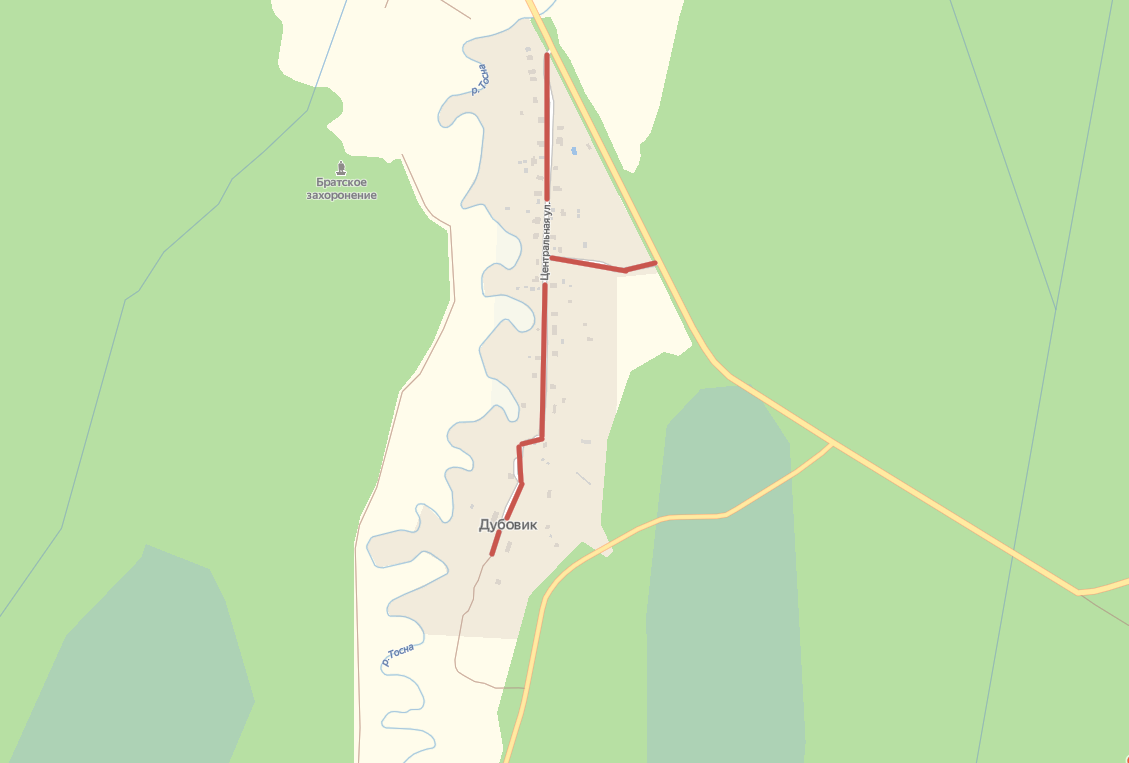 р. Тосна
Братское
захоронение
Центральная ул.
Дубовик
р. Тосна